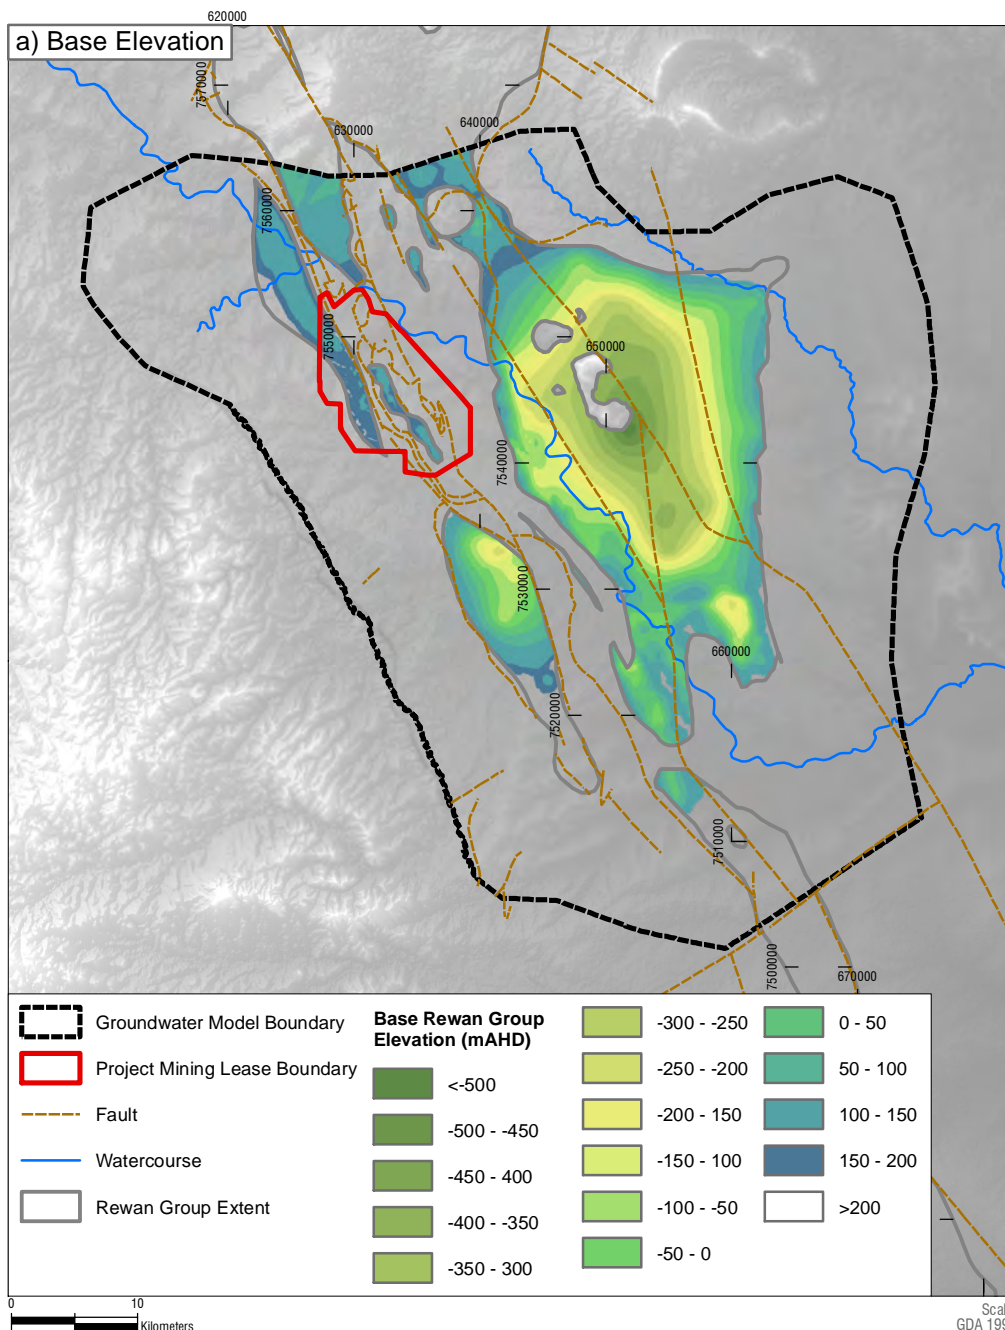 620000
a) Base Elevation
7570000
630000
640000
7560000
7550000
650000
7540000
7530000
660000
7520000
7510000
7500000
670000
Groundwater Model Boundary
Project Mining Lease Boundary
Fault
Watercourse
Rewan Group Extent
Base Rewan Group
Elevation (mAHD)
<-500
-500 - -450
-450 - 400
-400 - -350
-350 - 300
-300 - -250
-250 - -200
-200 - 150
-150 - 100
-100 - -50
-50 - 0
0 - 50
50 - 100
100 - 150
150 - 200
>200
0 10
Kilometers
Scal
GDA 199